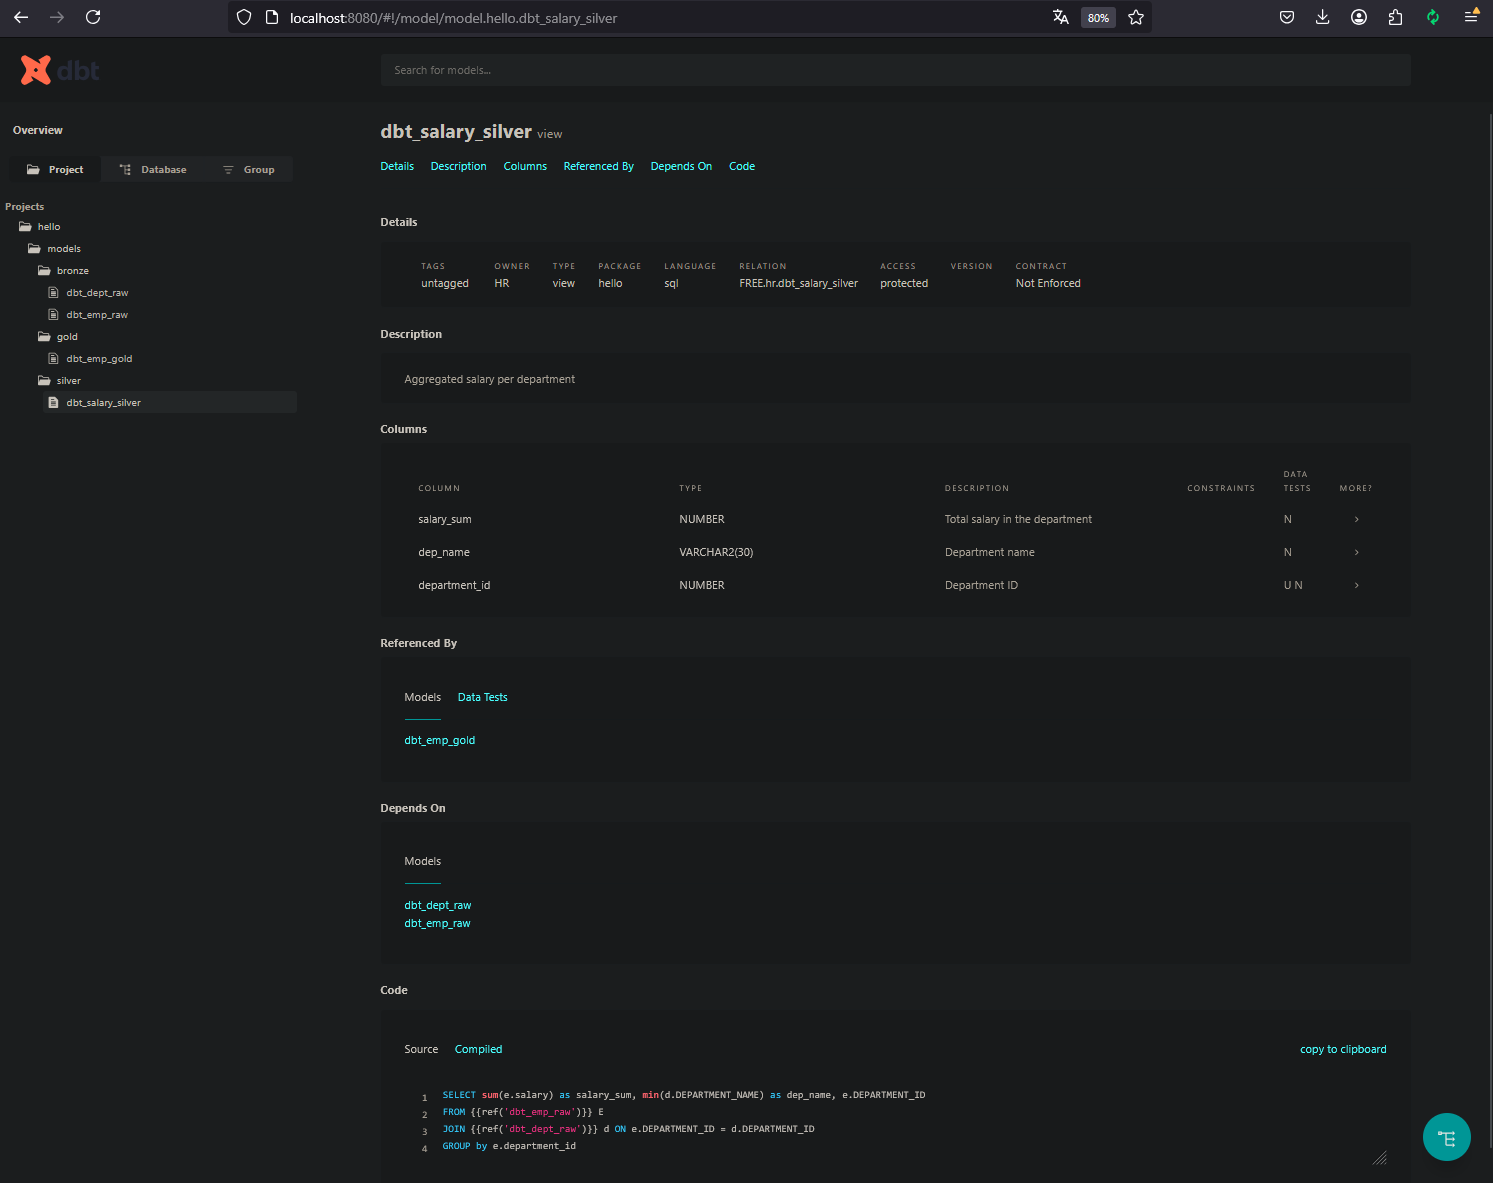 localhost:8080/#!/model/model.hello.dbt_salary_silver
80%
dbt
Search for models...
Overview
Project
Database
Group
Projects
hello
models
bronze
dbt_dept_raw
dbt_emp_raw
gold
dbt_emp_gold
silver
dbt_salary_silver
dbt_salary_silver view
Details Description Columns Referenced By Depends On Code
Details
TAGS OWNER TYPE PACKAGE LANGUAGE RELATION ACCESS VERSION CONTRACT
untagged HR view hello sql FREE.hr.dbt_salary_silver protected Not Enforced
Description
Aggregated salary per department
Columns
COLUMN TYPE DESCRIPTION CONSTRAINTS DATA TESTS MORE?
salary_sum NUMBER Total salary in the department N >
dep_name VARCHAR2(30) Department name N >
department_id NUMBER Department ID U N >
Referenced By
Models Data Tests
dbt_emp_gold
Depends On
Models
dbt_dept_raw
dbt_emp_raw
Code
Source Compiled copy to clipboard
1 SELECT sum(e.salary) as salary_sum, min(d.DEPARTMENT_NAME) as dep_name, e.DEPARTMENT_ID
2 FROM {{ref('dbt_emp_raw')}} E
3 JOIN {{ref('dbt_dept_raw')}} d ON e.DEPARTMENT_ID = d.DEPARTMENT_ID
4 GROUP by e.department_id